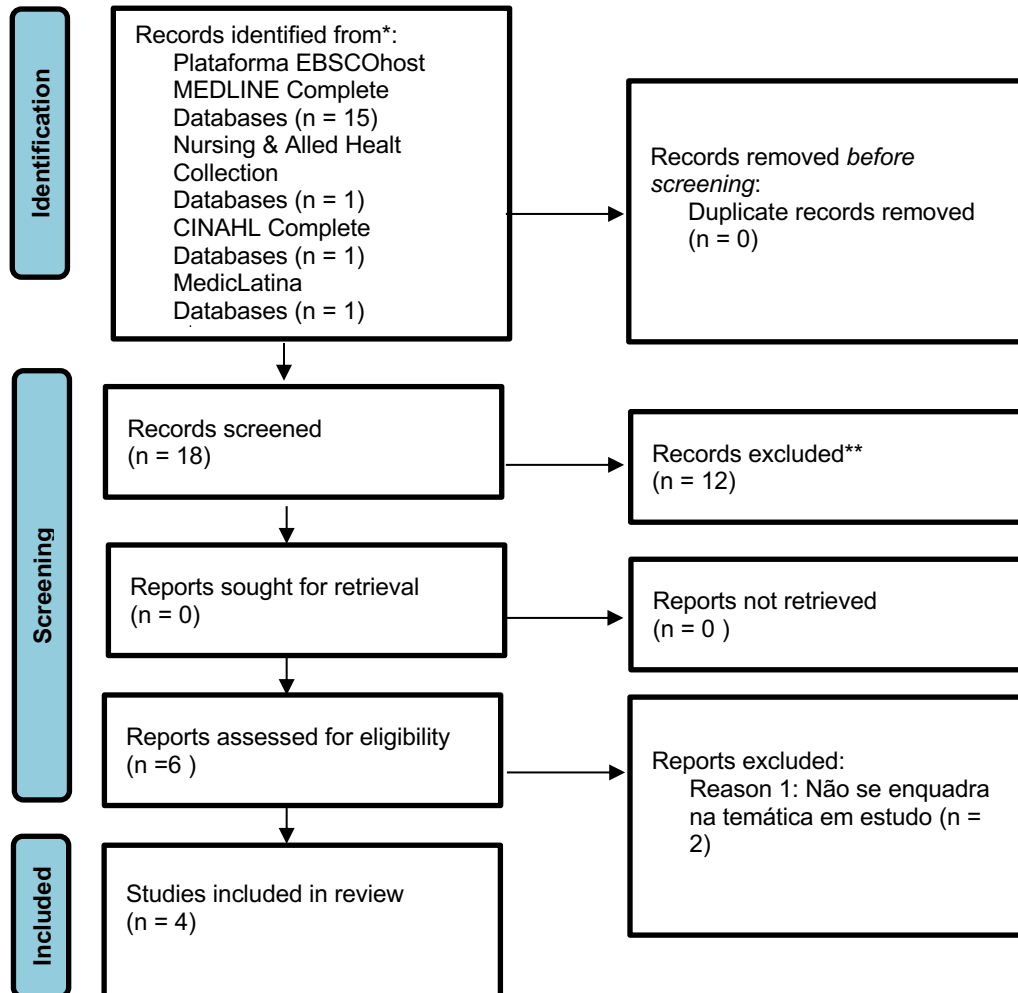 Identification
Records identified from*:
Plataforma EBSCOhost
MEDLINE Complete
Databases (n = 15)
Nursing & Alled Healt
Collection
Databases (n = 1)
CINAHL Complete
Databases (n = 1)
MedicLatina
Databases (n = 1)
Records removed before
screening:
Duplicate records removed
(n = 0)
Screening
Records screened
(n = 18)
Records excluded**
(n = 12)
Reports sought for retrieval
(n = 0)
Reports not retrieved
(n = 0 )
Reports assessed for eligibility
(n =6 )
Reports excluded:
Reason 1: Não se enquadra
na temática em estudo (n =
2)
Included
Studies included in review
(n = 4)